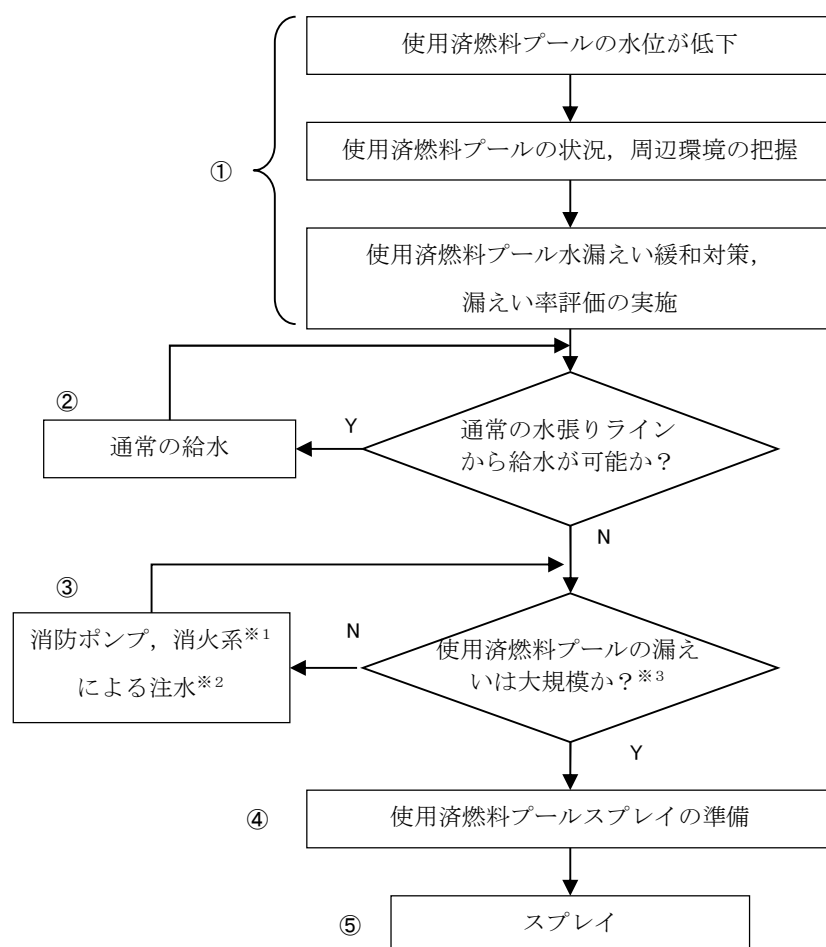 使用済燃料プールの水位が低下
使用済燃料プールの状況，周辺環境の把握
①
使用済燃料プール水漏えい緩和対策，
漏えい率評価の実施
②
通常の給水
Y
通常の水張りライン
から給水が可能か？
N
③
消防ポンプ，消火系※1
による注水※2
N
使用済燃料プールの漏え
いは大規模か？※3
Y
④
使用済燃料プールスプレイの準備
⑤
スプレイ